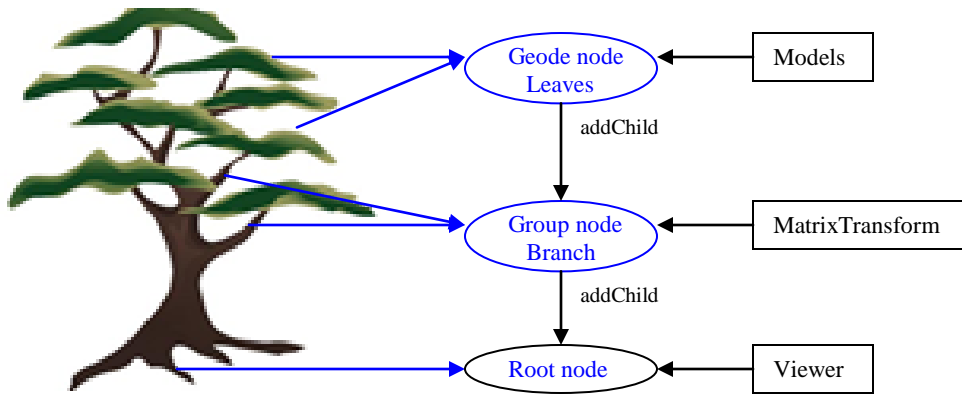 Geode node
Leaves
Models
addChild
Group node
Branch
MatrixTransform
addChild
Root node
Viewer